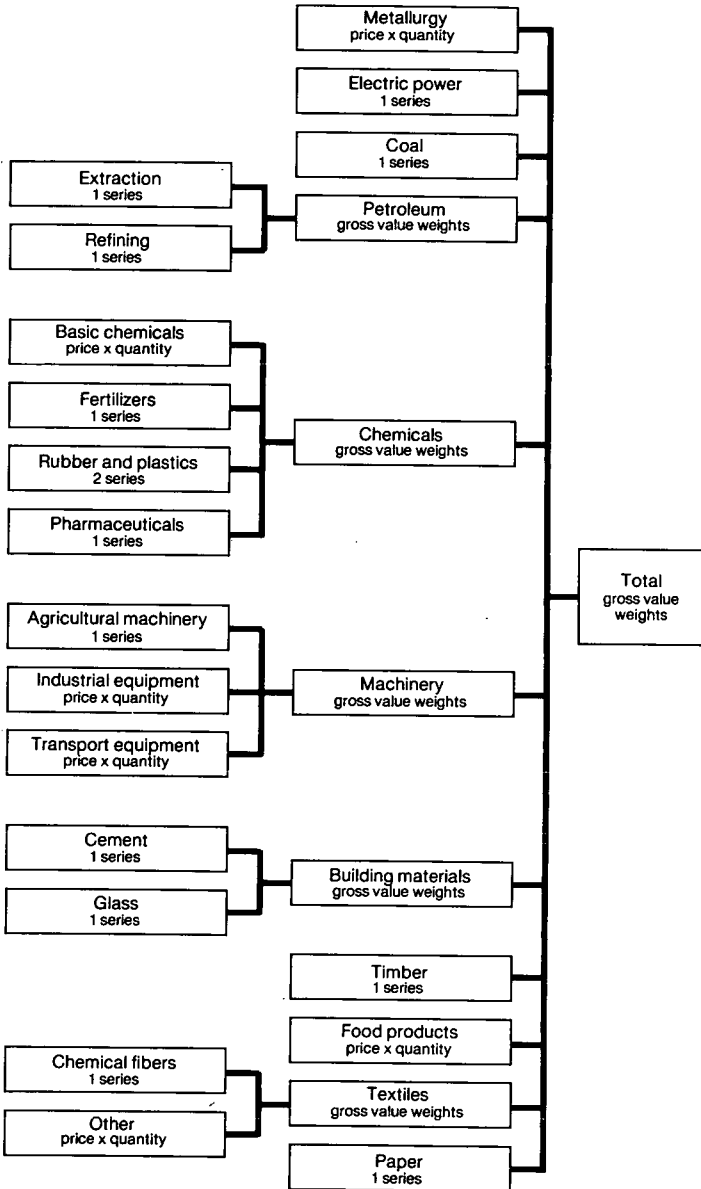 Metallurgy
price x quantity
Electric power
1 series
Coal
1 series
Extraction
1 series
Petroleum
gross value weights
Refining
1 series
Basic chemicals
price x quantity
Fertilizers
1 series
Chemicals
gross value weights
Rubber and plastics
2 series
Pharmaceuticals
1 series
Total
gross value
weights
Agricultural machinery
1 series
Industrial equipment
price x quantity
Machinery
gross value weights
Transport equipment
price x quantity
Cement
1 series
Building materials
gross value weights
Glass
1 series
Timber
1 series
Food products
price x quantity
Chemical fibers
1 series
Textiles
gross value weights
Other
price x quantity
Paper
1 series